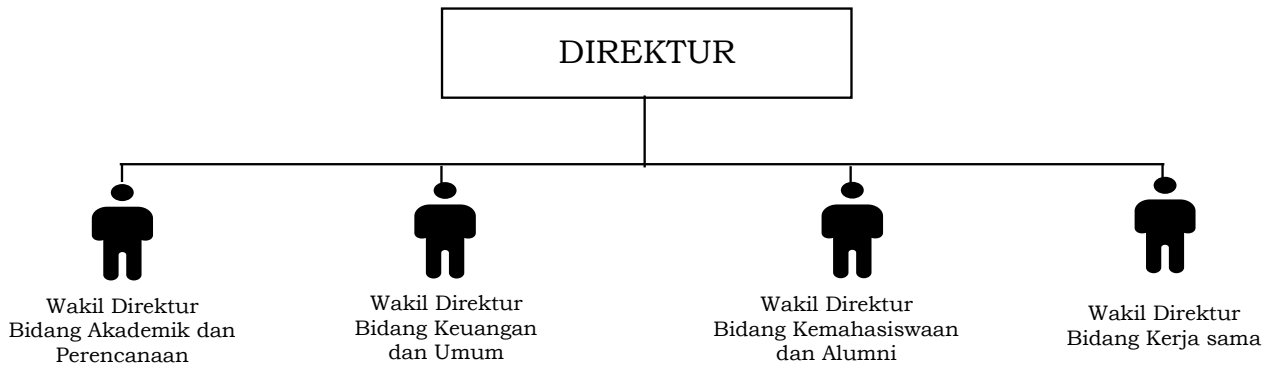 DIREKTUR
Wakil Direktur
Bidang Akademik dan
Perencanaan
Wakil Direktur
Bidang Keuangan
dan Umum
Wakil Direktur
Bidang Kemahasiswaan
dan Alumni
Wakil Direktur
Bidang Kerja sama